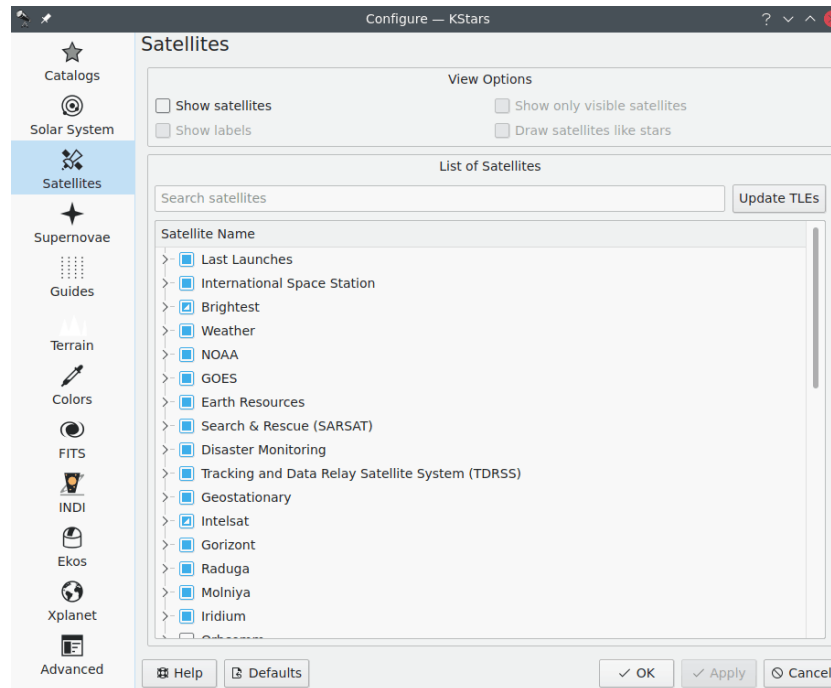 Configure — KStars
Catalogs
Solar System
Satellites
Supernovae
Guides
Terrain
Colors
FITS
INDI
Ekos
Xplanet
Advanced
Satellites
View Options
Show satellites
Show only visible satellites
Show labels
Draw satellites like stars
List of Satellites
Search satellites
Update TLEs
Satellite Name
Last Launches
International Space Station
Brightest
Weather
NOAA
GOES
Earth Resources
Search & Rescue (SARSAT)
Disaster Monitoring
Tracking and Data Relay Satellite System (TDRSS)
Geostationary
Intelsat
Gorizont
Raduga
Molniya
Iridium
Help
Defaults
OK
Apply
Cancel